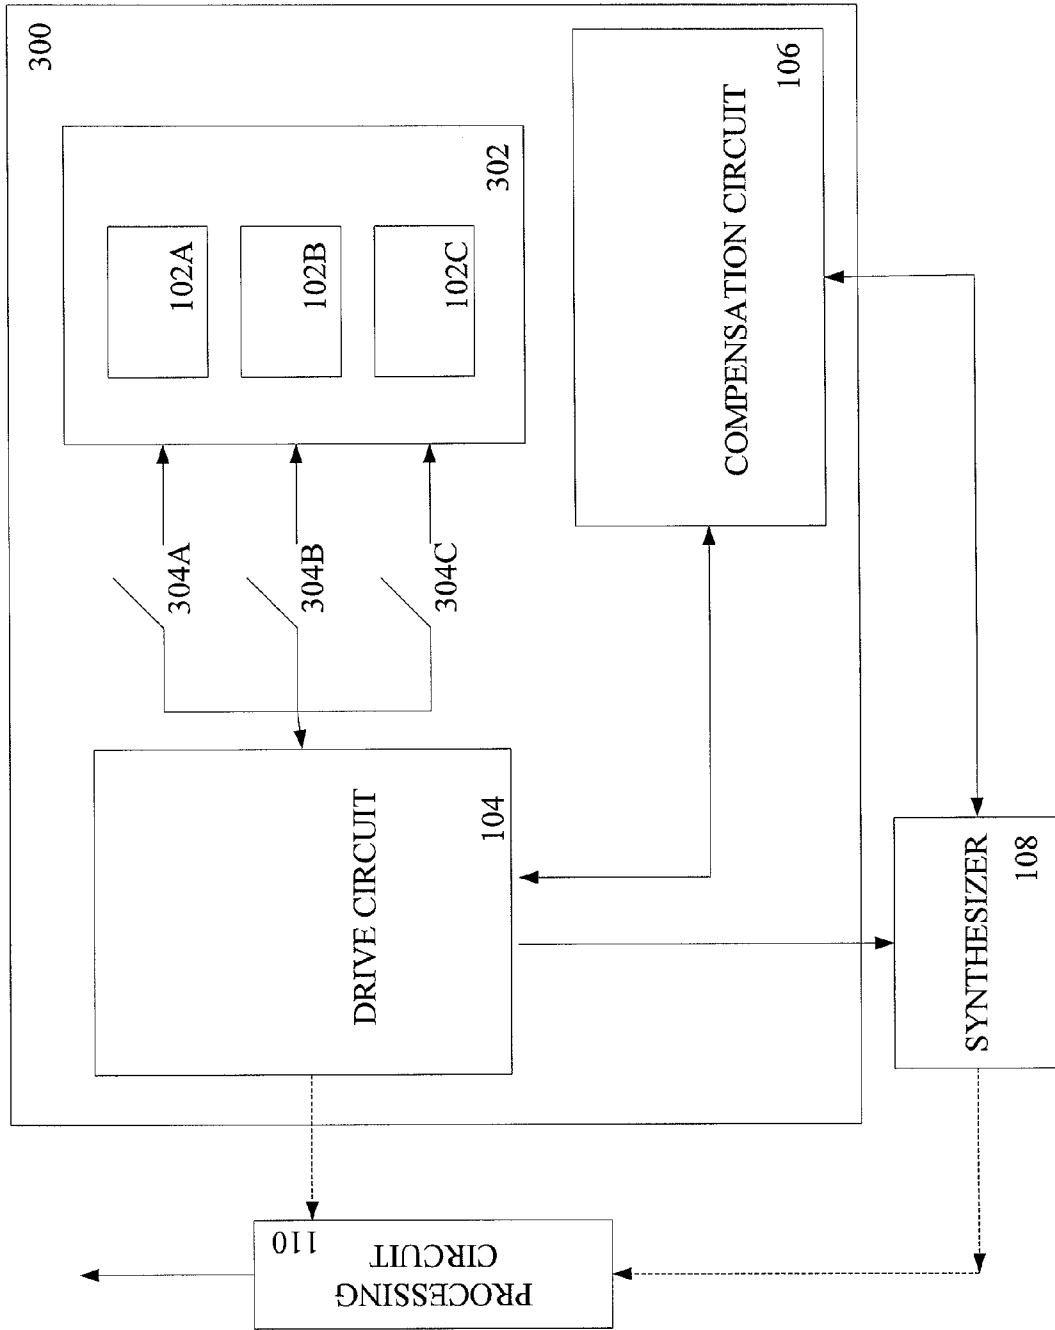 300
302
102A
102B
102C
304A
304B
304C
COMPENSATION CIRCUIT
106
DRIVE CIRCUIT
104
SYNTHESIZER
108
PROCESSING
CIRCUIT
110